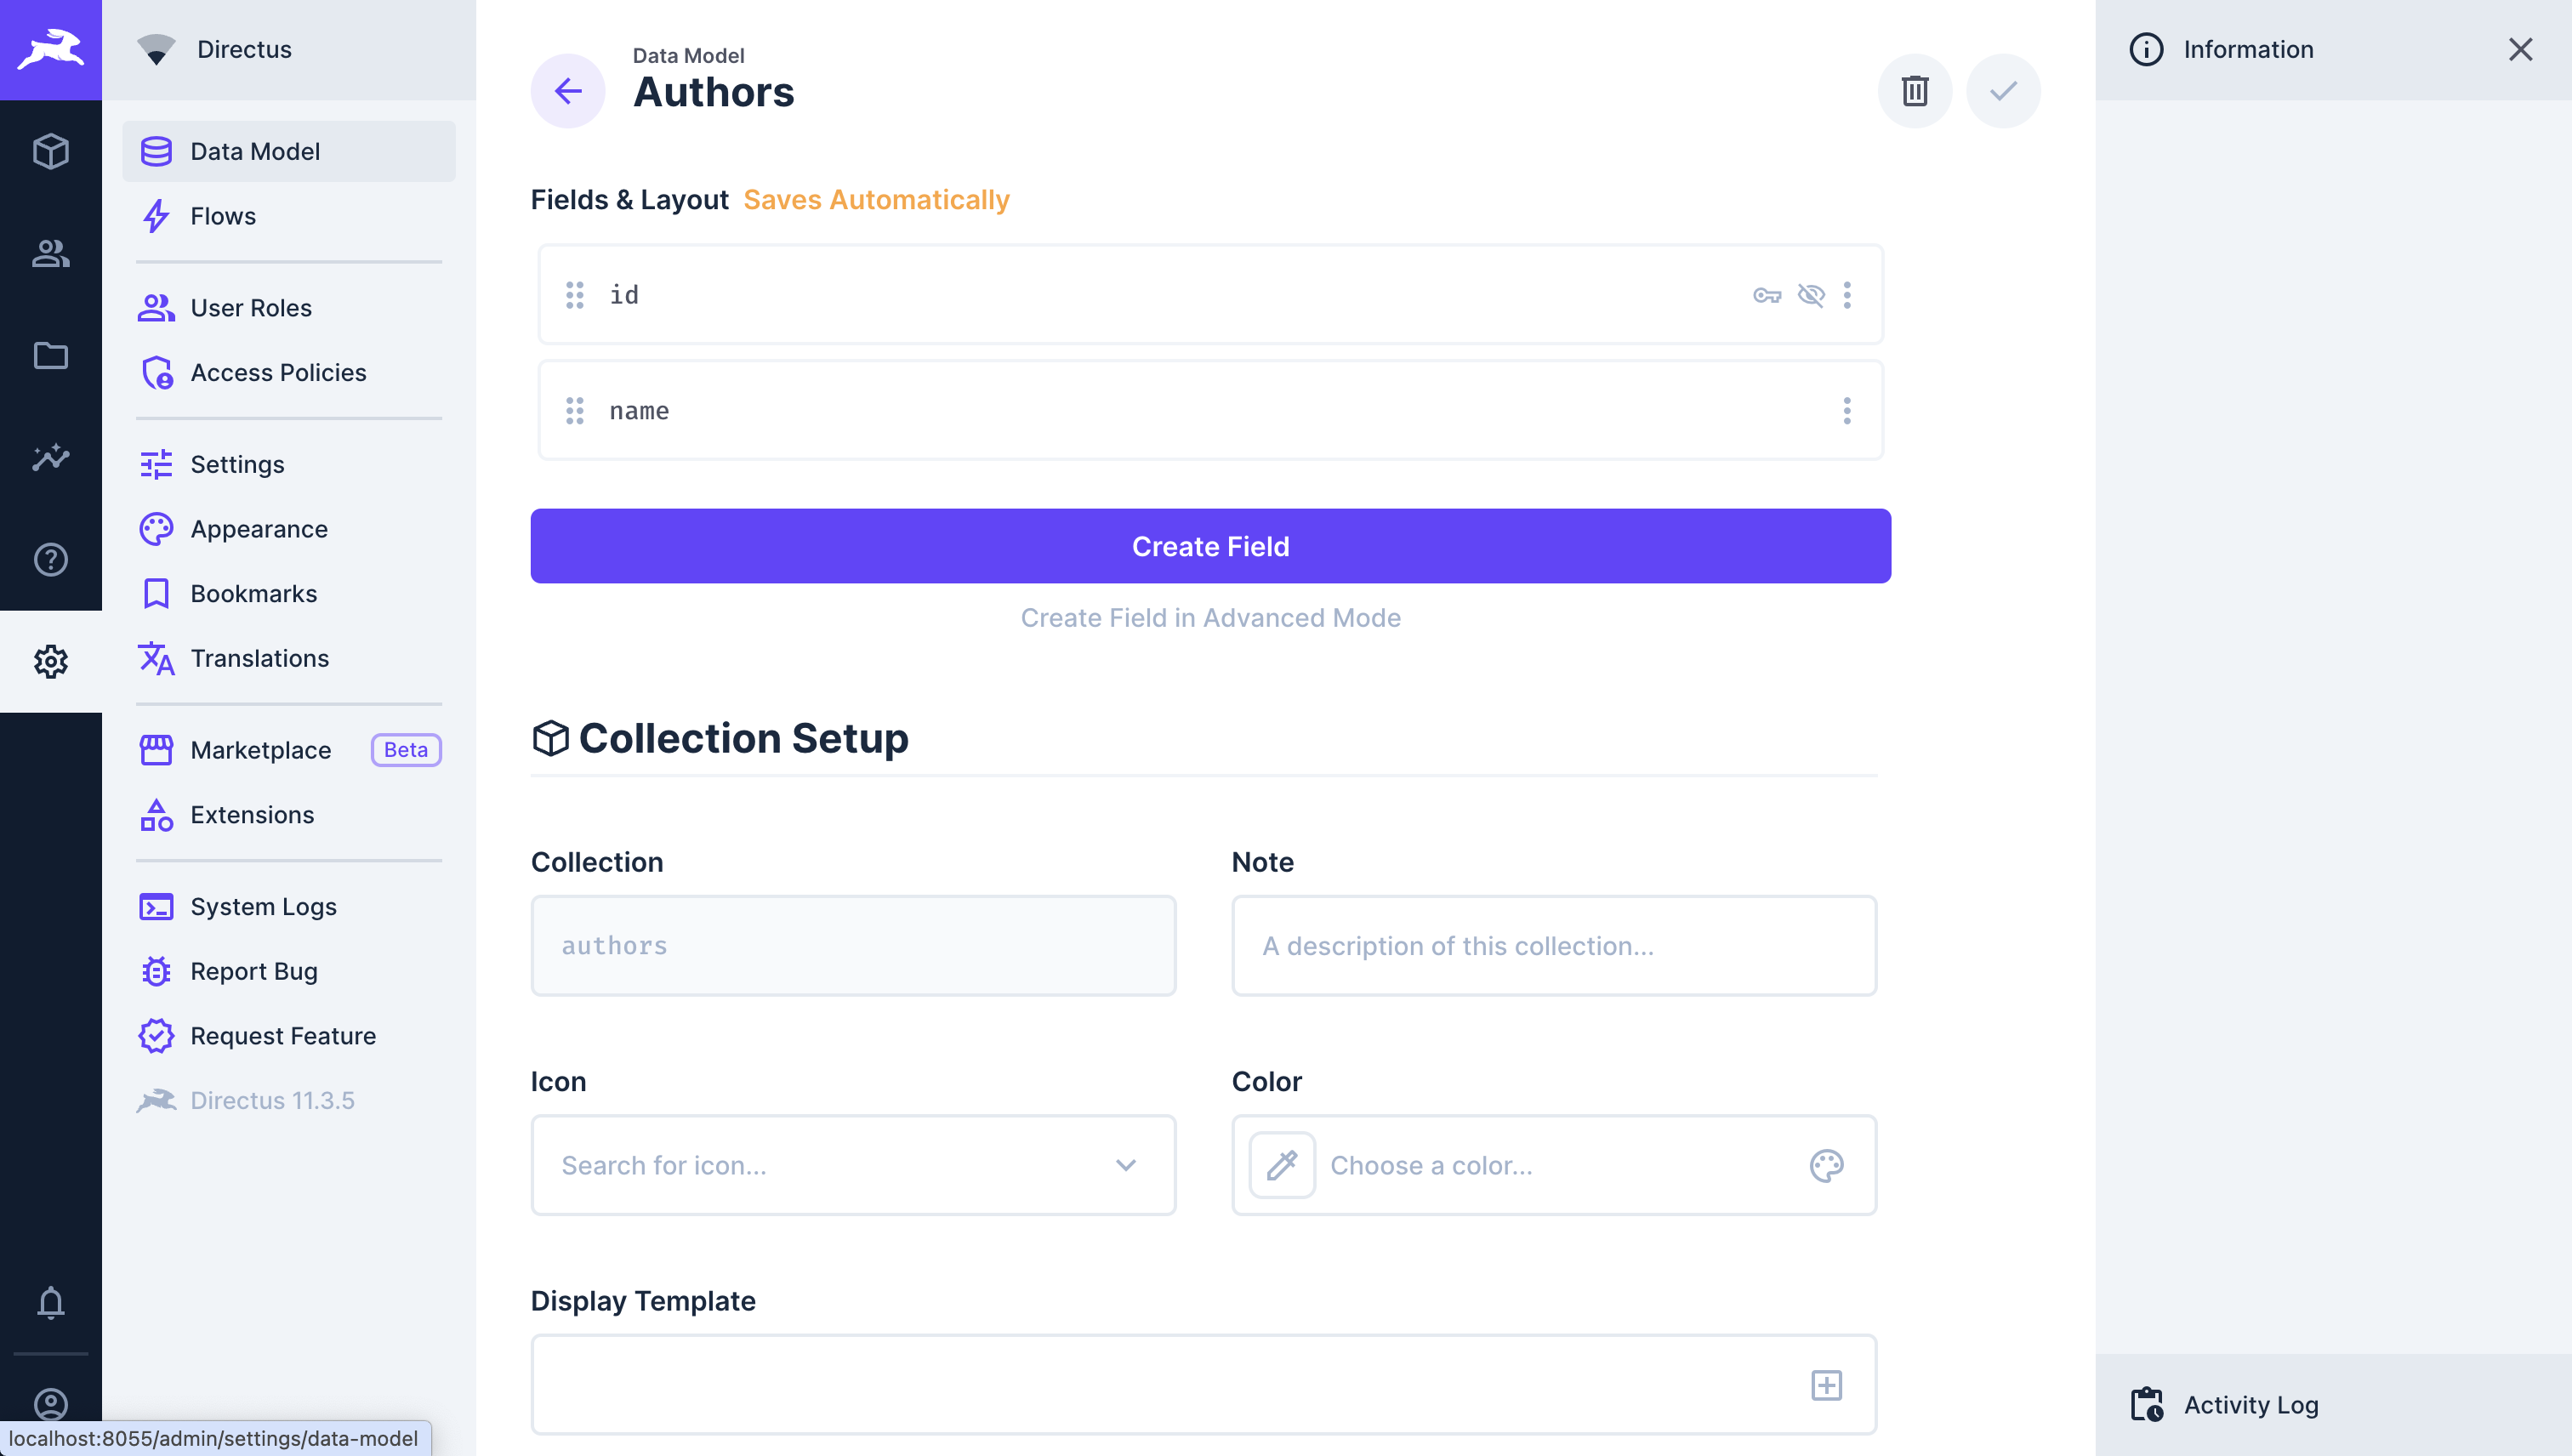 Directus
Data Model
Flows
User Roles
Access Policies
Settings
Appearance
Bookmarks
Translations
Marketplace Beta
Extensions
System Logs
Report Bug
Request Feature
Directus 11.3.5
localhost:8055/admin/settings/data-model
Data Model
Authors
Fields & Layout Saves Automatically
id
name
Create Field
Create Field in Advanced Mode
Collection Setup
Collection
authors
Note
A description of this collection...
Icon
Search for icon...
Color
Choose a color...
Display Template
Information
Activity Log